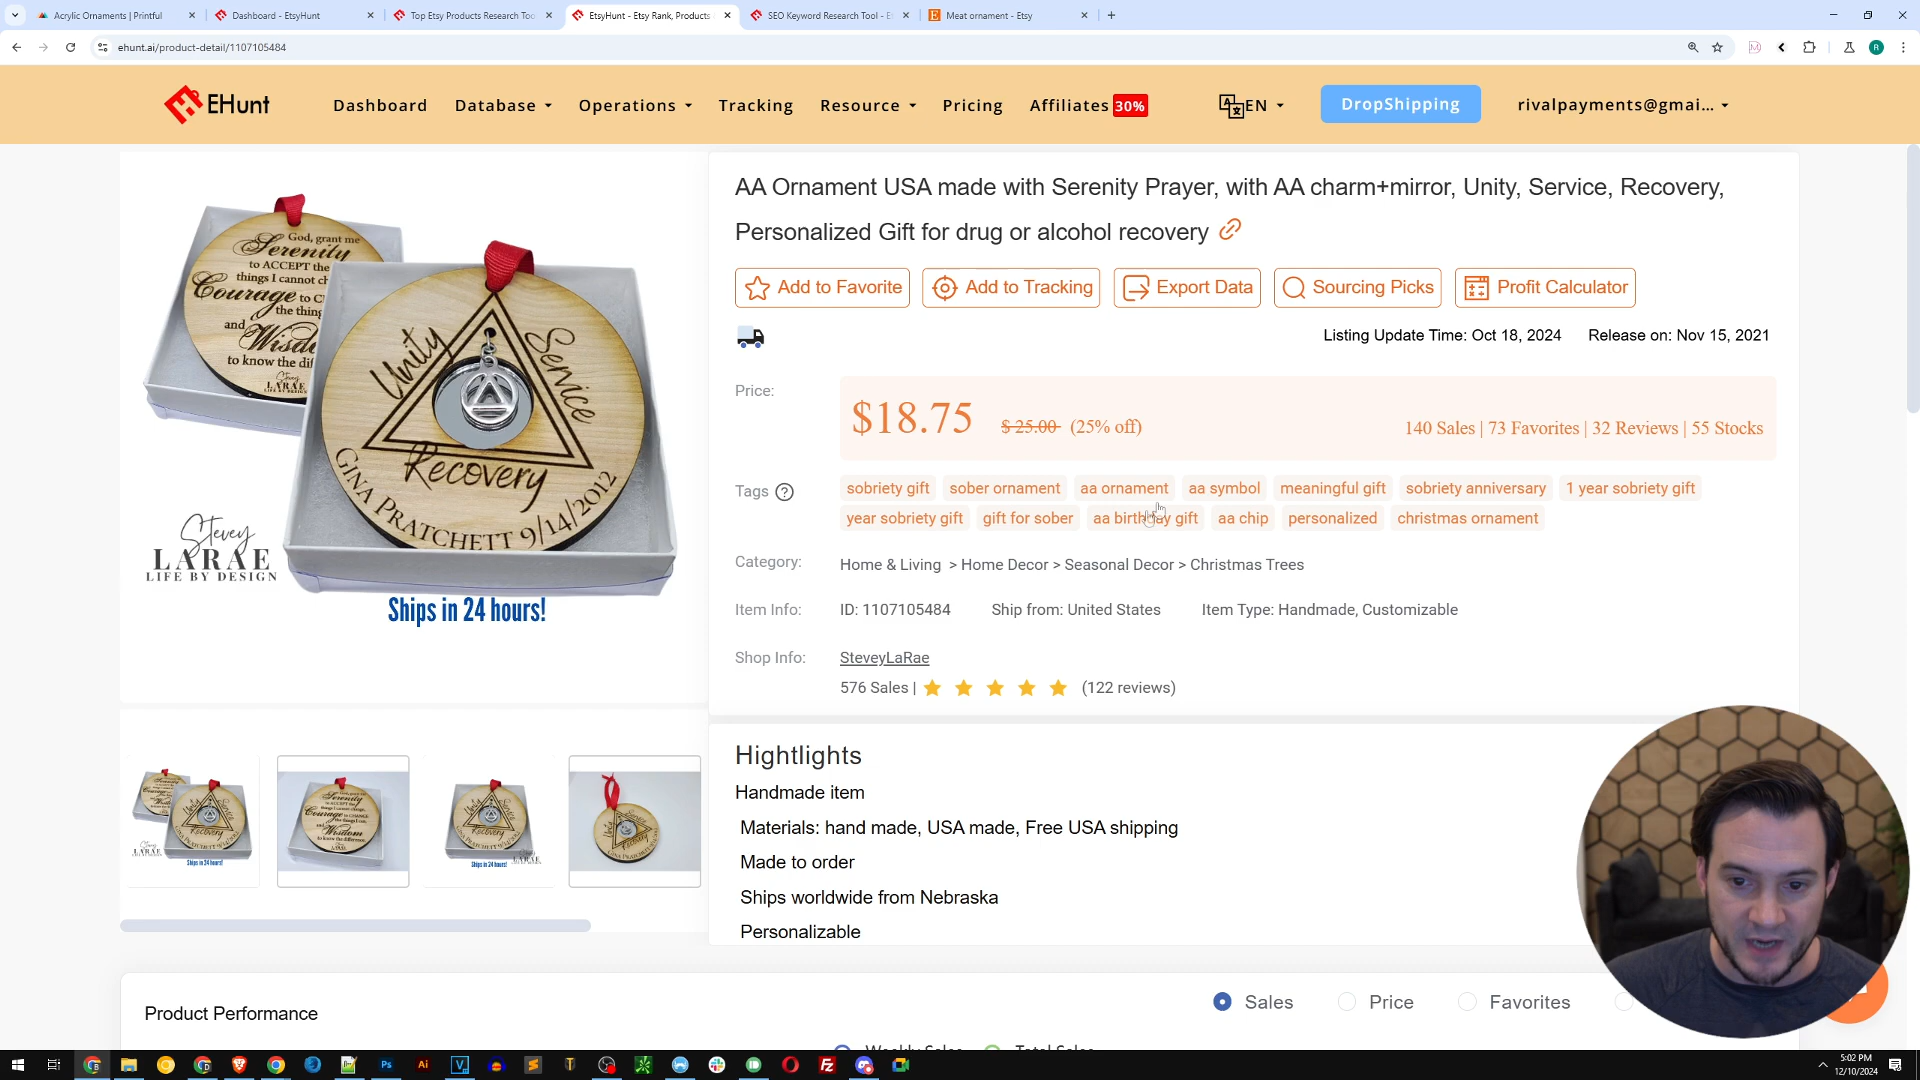 Acrylic Ornaments | Printful
Dashboard - EtsyHunt
Top Etsy Products Research Too
EtsyHunt - Etsy Rank, Products
SEO Keyword Research Tool - E
Meat ornament - Etsy
ehunt.ai/product-detail/1107105484
EHunt
Dashboard
Database
Operations
Tracking
Resource
Pricing
Affiliates 30%
EN
DropShipping
rivalpayments@gmai...
AA Ornament USA made with Serenity Prayer, with AA charm+mirror, Unity, Service, Recovery,
Personalized Gift for drug or alcohol recovery
Add to Favorite
Add to Tracking
Export Data
Sourcing Picks
Profit Calculator
Listing Update Time: Oct 18, 2024 Release on: Nov 15, 2021
Price:
$18.75 $ 25.00 (25% off)
140 Sales | 73 Favorites | 32 Reviews | 55 Stocks
Tags ?
sobriety gift sober ornament aa ornament aa symbol meaningful gift sobriety anniversary 1 year sobriety gift
year sobriety gift gift for sober aa birthday gift aa chip personalized christmas ornament
Category: Home & Living > Home Decor > Seasonal Decor > Christmas Trees
Item Info: ID: 1107105484 Ship from: United States Item Type: Handmade, Customizable
Shop Info: SteveyLaRae
576 Sales | (122 reviews)
Hightlights
Handmade item
Materials: hand made, USA made, Free USA shipping
Made to order
Ships worldwide from Nebraska
Personalizable
God, grant me
Serenity
to ACCEPT the
things I cannot
Courage to
the
and
to know the
Stevey
LARAE
LIFE BY DESIGN
Unity
Service
Recovery
GINA PRATCHETT 9/14/2012
Stevey
LARAE
LIFE BY DESIGN
Ships in 24 hours!
Product Performance
Sales
Price
Favorites
Weekly Sales
Total Sales
5:02 PM
12/10/2024